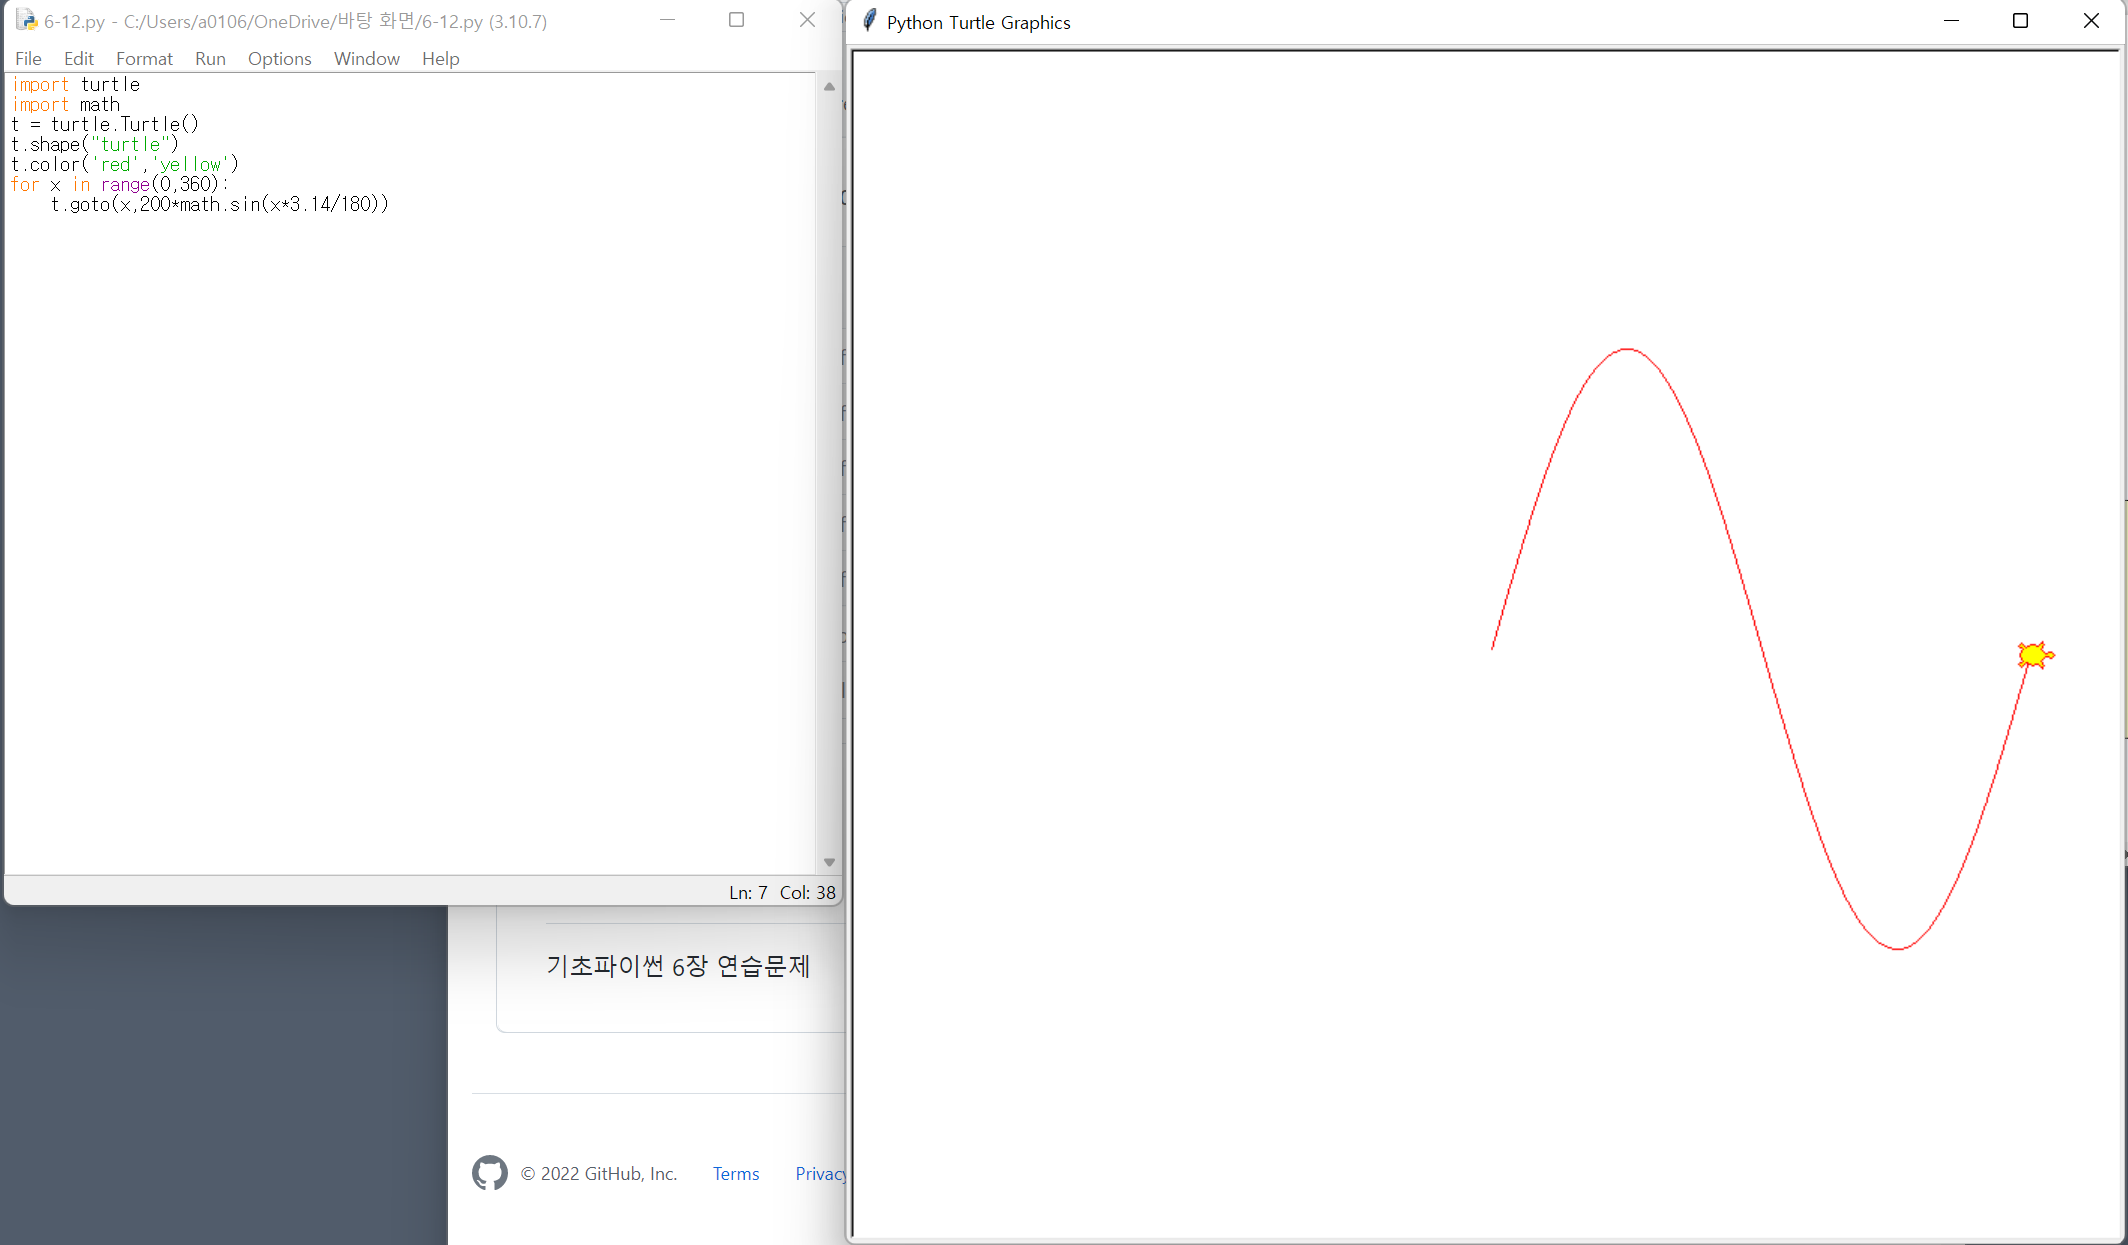 6-12.py - C:/Users/a0106/OneDrive/바탕 화면/6-12.py (3.10.7)
File Edit Format Run Options Window Help
import turtle
import math
t = turtle.Turtle()
t.shape("turtle")
t.color('red','yellow')
for x in range(0,360):
    t.goto(x,200*math.sin(x*3.14/180))
Ln: 7 Col: 38
Python Turtle Graphics
기초파이썬 6장 연습문제
© 2022 GitHub, Inc. Terms Privacy